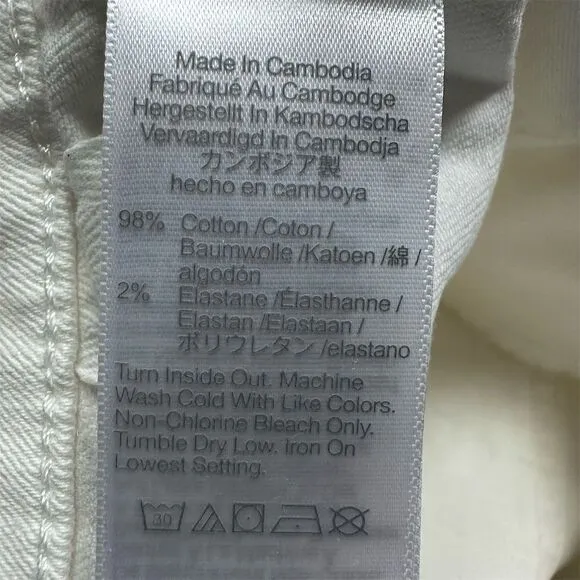 Made In Cambodia
Fabriqué Au Cambodge
Hergestellt In Kambodscha
Vervaardigd In Cambodja
カンボジア製
hecho en camboya
98% Cotton /Coton /
Baumwolle /Katoen /綿 /
algodón
2% Elastane /Élasthanne /
Elastan /Elastaan /
ポリウレタン /elastano
Turn Inside Out. Machine
Wash Cold With Like Colors.
Non-Chlorine Bleach Only.
Tumble Dry Low. Iron On
Lowest Setting.
30